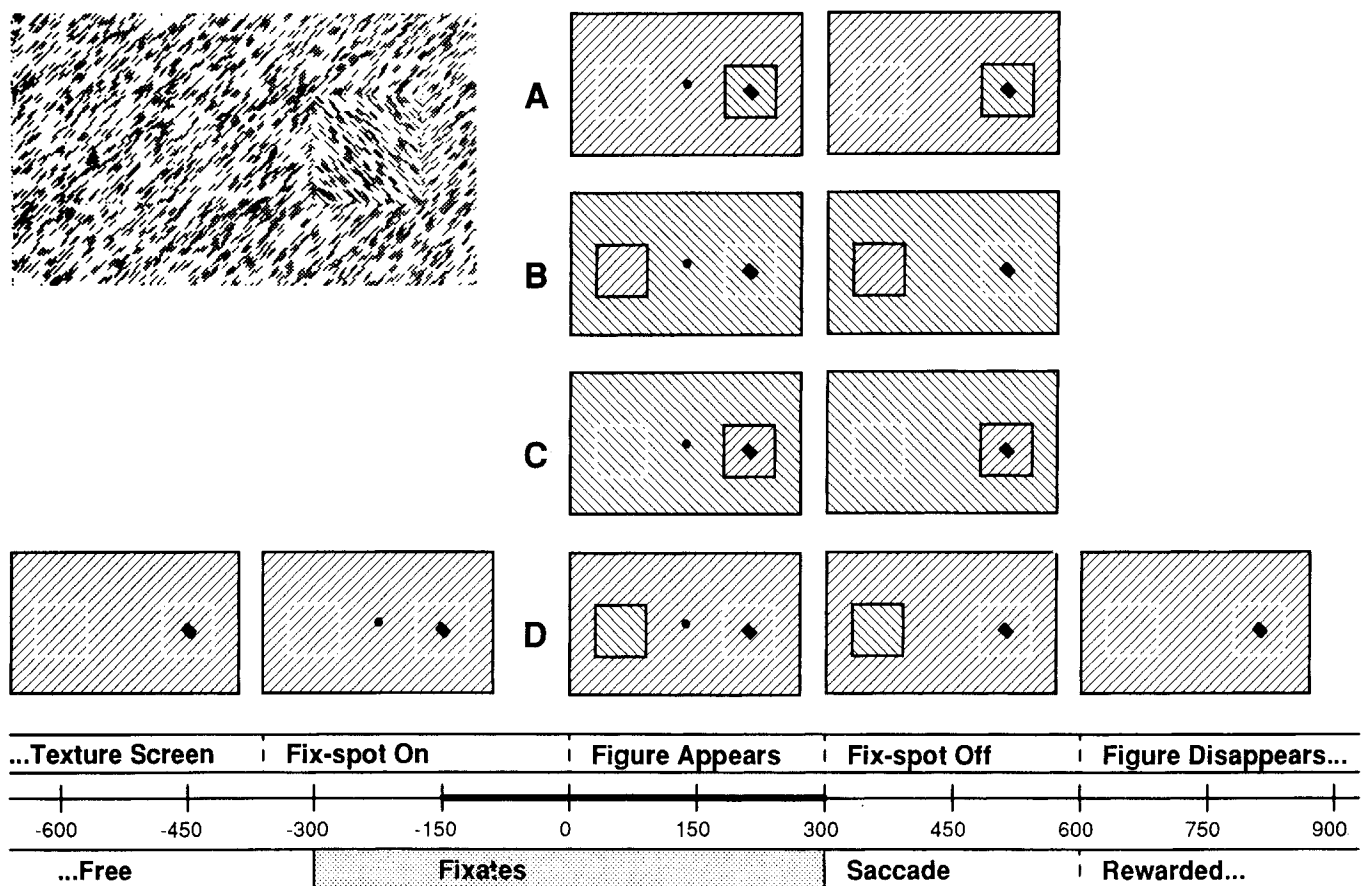 A
B
C
D
...Texture Screen Fix-spot On Figure Appears Fix-spot Off Figure Disappears...
-600 -450 -300 -150 0 150 300 450 600 750 900
...Free Fixates Saccade Rewarded...